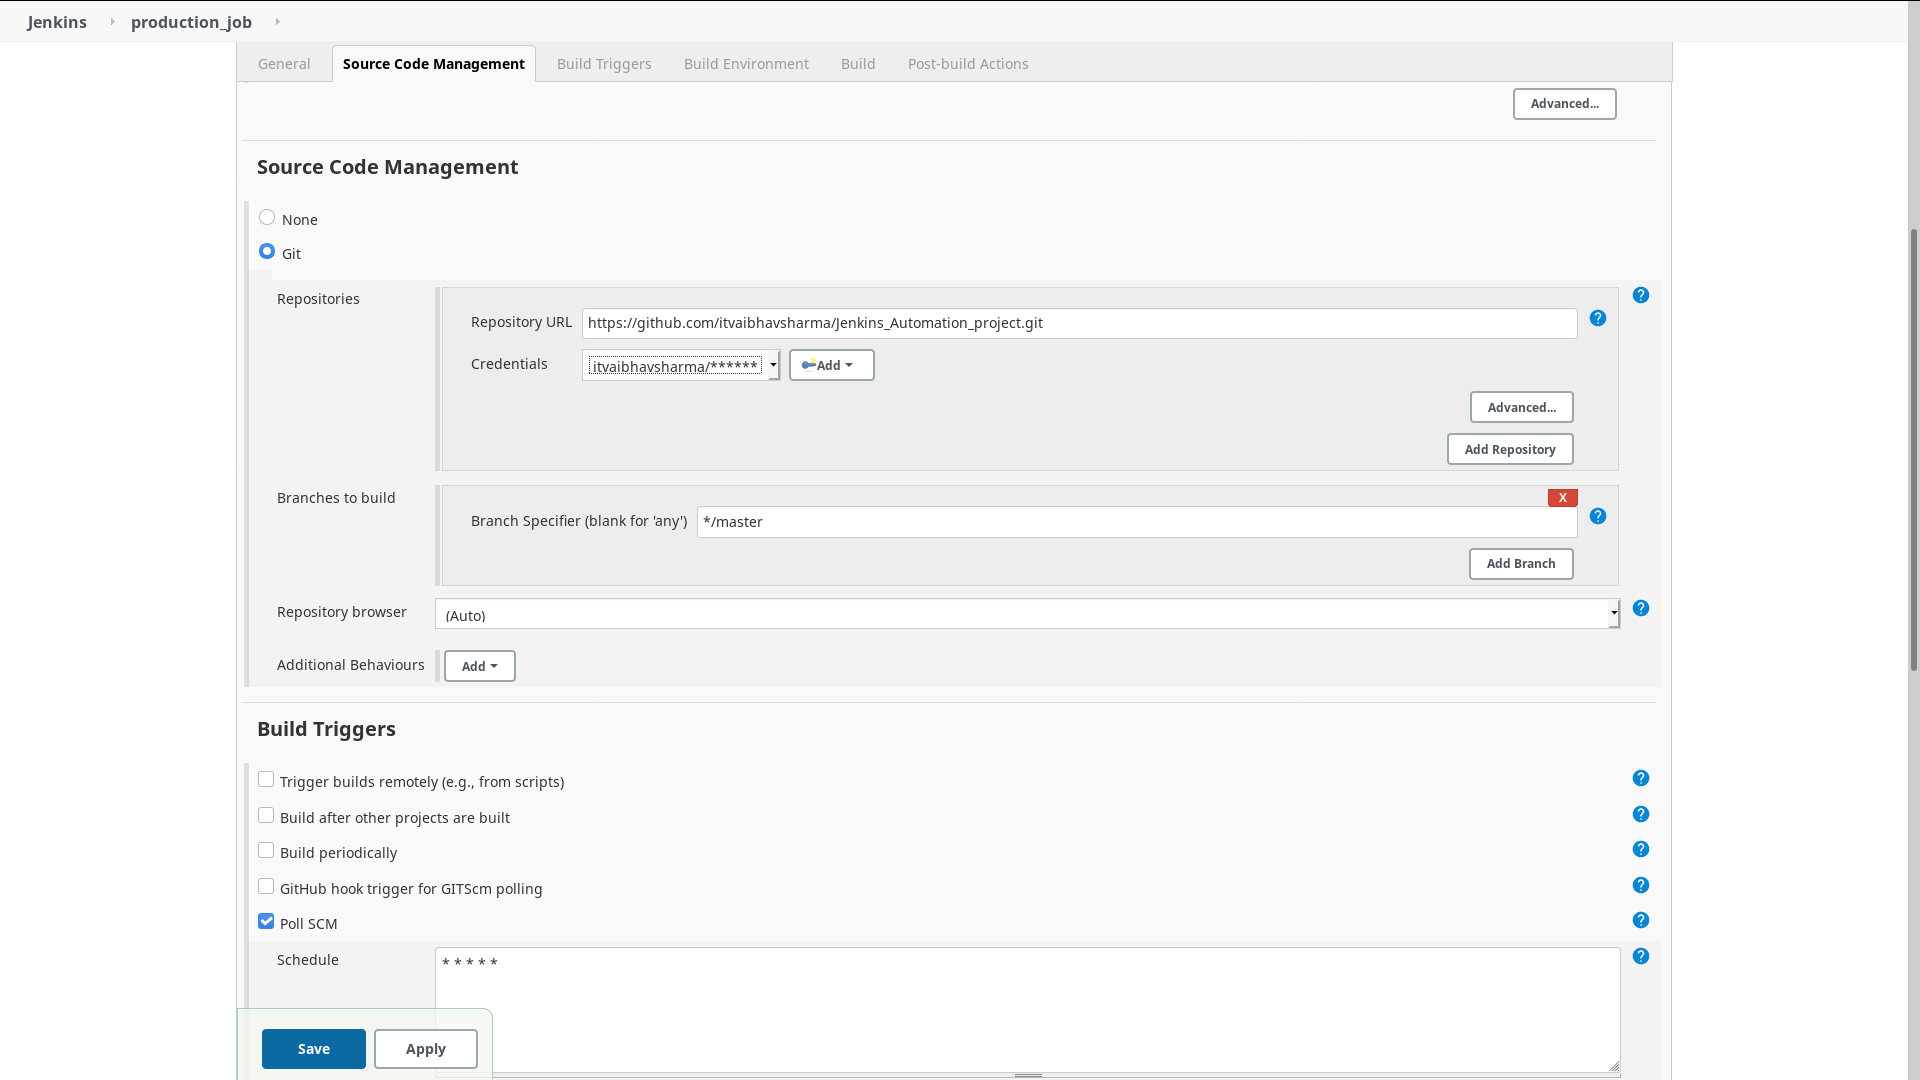 Jenkins production_job
General Source Code Management Build Triggers Build Environment Build Post-build Actions
Advanced...
Source Code Management
None
Git
Repositories
Repository URL https://github.com/itvaibhavsharma/Jenkins_Automation_project.git
Credentials itvaibhavsharma/****** Add
Advanced...
Add Repository
Branches to build
X
Branch Specifier (blank for 'any') */master
Add Branch
Repository browser (Auto)
Additional Behaviours Add
Build Triggers
Trigger builds remotely (e.g., from scripts)
Build after other projects are built
Build periodically
GitHub hook trigger for GITScm polling
Poll SCM
Schedule * * * * *
Save Apply